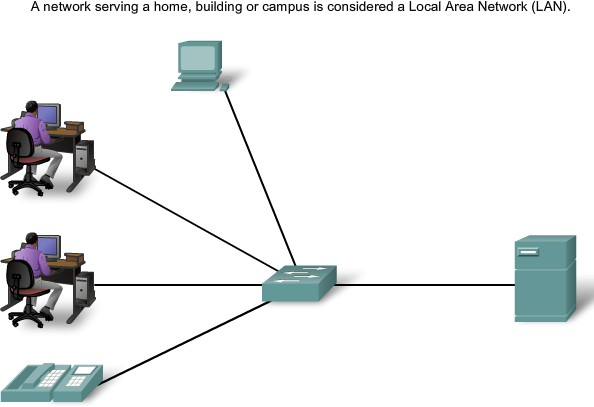 A network serving a home, building or campus is considered a Local Area Network (LAN).